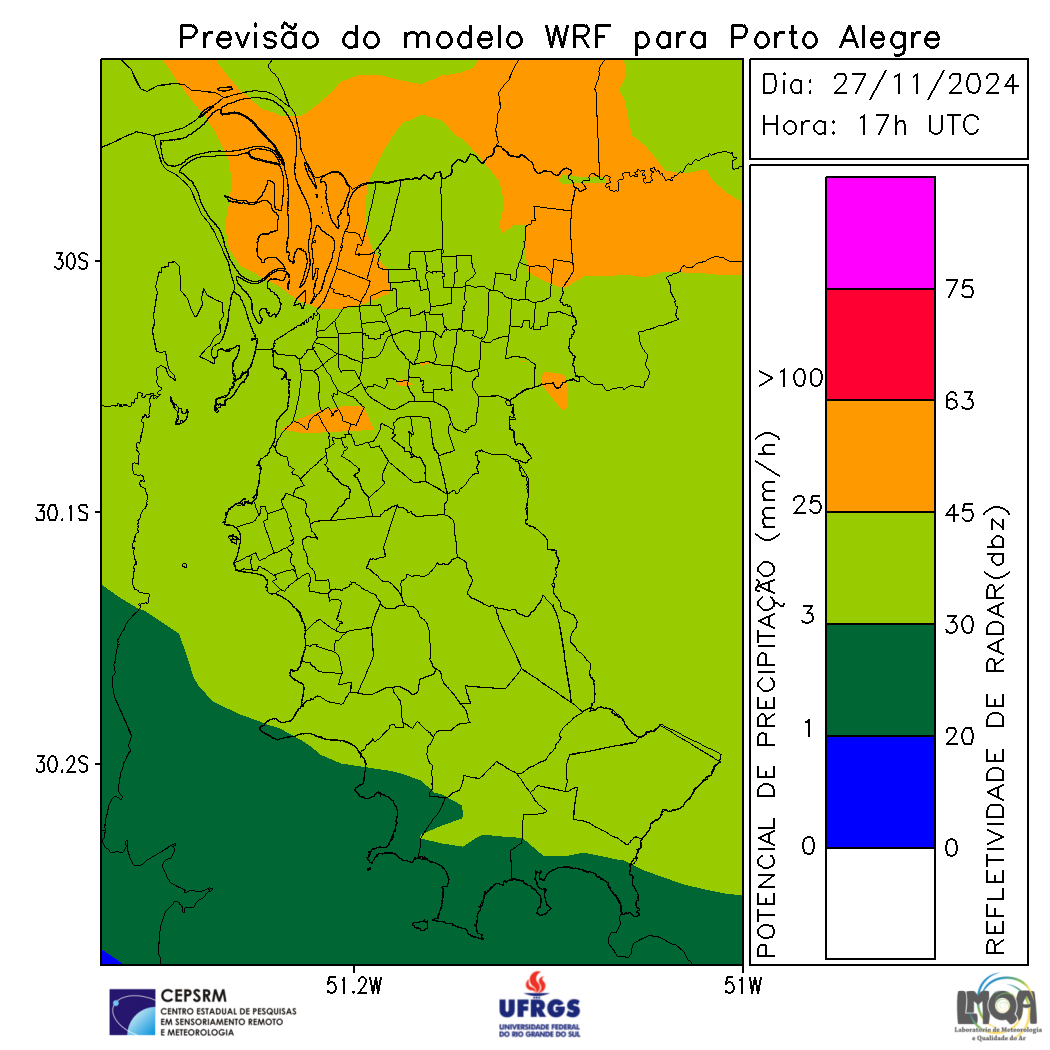 Previsão do modelo WRF para Porto Alegre
Dia: 27/11/2024
Hora: 17h UTC
30S
30.1S
30.2S
51.2W
51W
POTENCIAL DE PRECIPITAÇÃO (mm/h)
>100
25
3
1
0
75
63
45
30
20
0
REFLETIVIDADE DE RADAR(dbz)
CEPSRM
CENTRO ESTADUAL DE PESQUISAS
EM SENSORIAMENTO REMOTO
E METEOROLOGIA
UFRGS
UNIVERSIDADE FEDERAL
DO RIO GRANDE DO SUL
LMQA
Laboratório de Meteorologia
e Qualidade do Ar